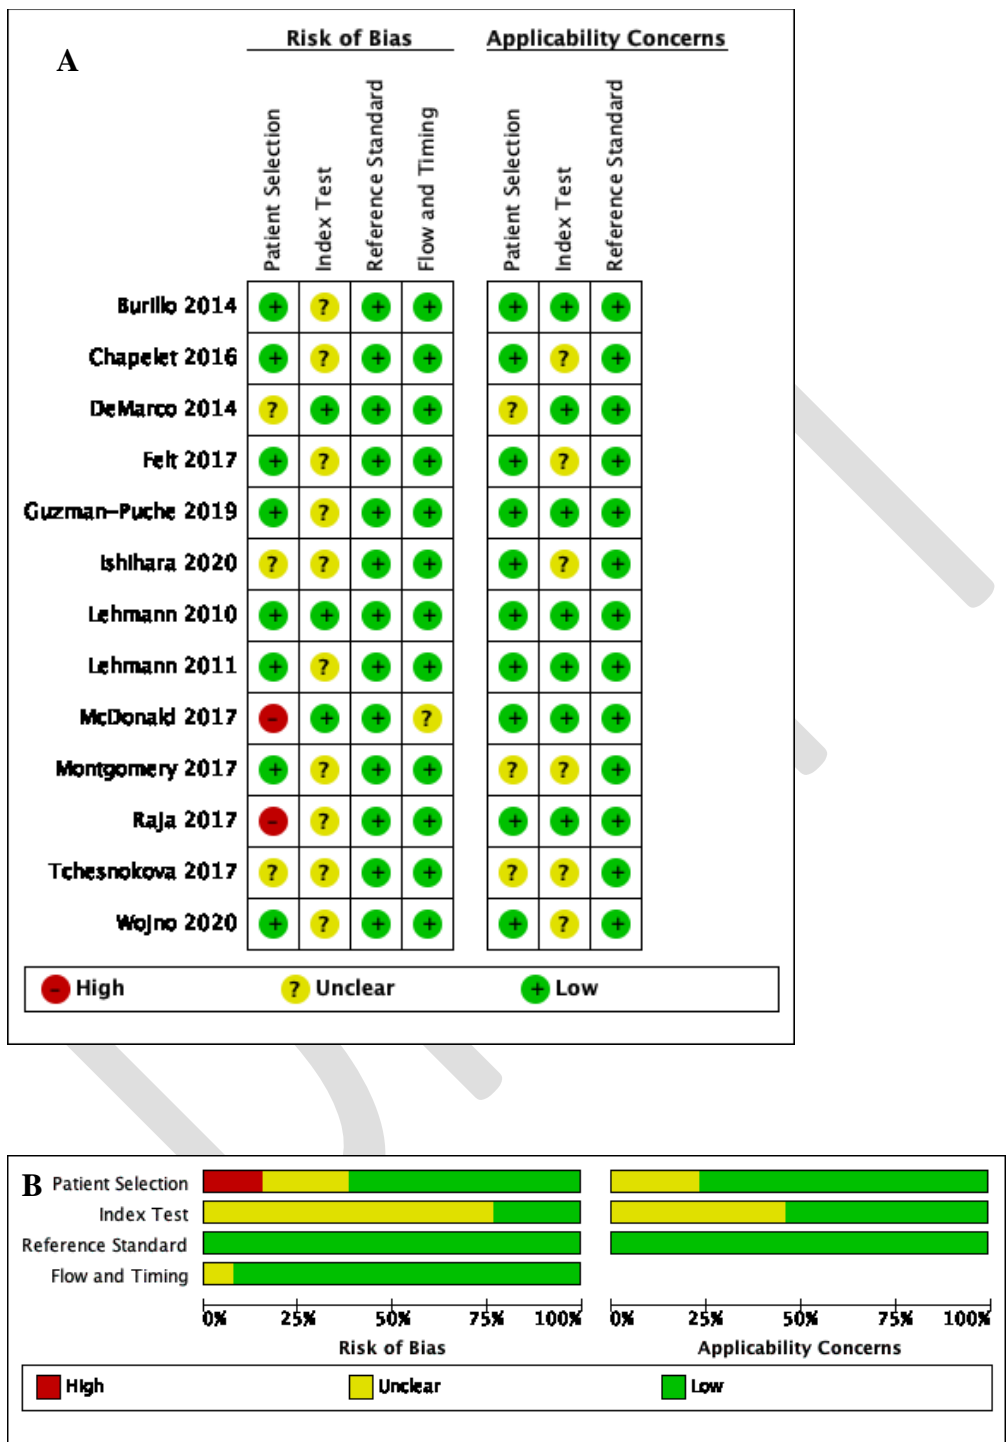 A
Risk of Bias Applicability Concerns
Patient Selection
Index Test
Reference Standard
Flow and Timing
Patient Selection
Index Test
Reference Standard
Burillo 2014 + ? + + + + +
Chapelet 2016 + ? + + + ? +
DeMarco 2014 ? + + + ? + +
Felt 2017 + ? + + + ? +
Guzman-Puche 2019 + ? + + + + +
Ishihara 2020 ? ? + + + ? +
Lehmann 2010 + + + + + + +
Lehmann 2011 + ? + + + + +
McDonald 2017 - + + ? + + +
Montgomery 2017 + ? + + ? ? +
Raja 2017 - ? + + + + +
Tchesnokova 2017 ? ? + + ? ? +
Wojno 2020 + ? + + + ? +
- High ? Unclear + Low
B Patient Selection
Index Test
Reference Standard
Flow and Timing
0% 25% 50% 75% 100% 0% 25% 50% 75% 100%
Risk of Bias Applicability Concerns
High Unclear Low